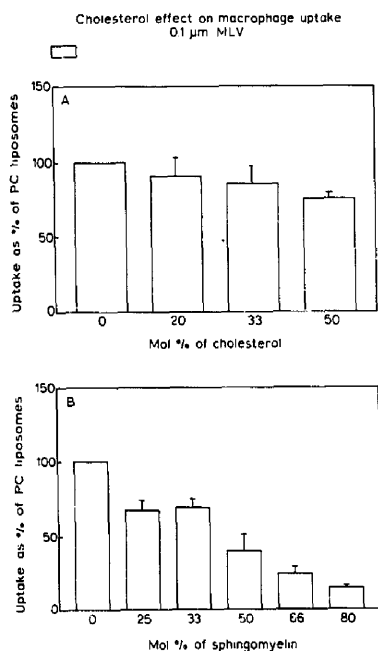 Cholesterol effect on macrophage uptake
0.1 µm MLV
A
150
100
50
0
Uptake as % of PC liposomes
0 20 33 50
Mol % of cholesterol
B
150
100
50
0
Uptake as % of PC liposomes
0 25 33 50 66 80
Mol % of sphingomyelin